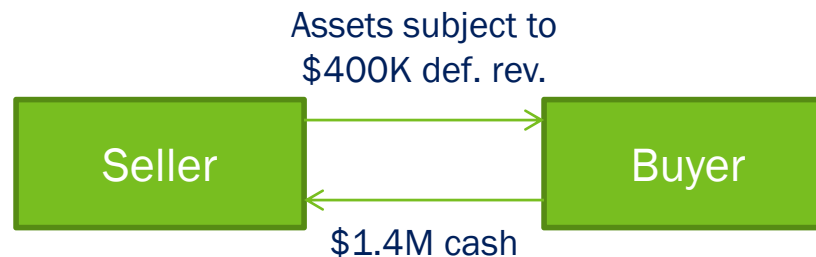 Assets subject to
$400K def. rev.
Seller
Buyer
$1.4M cash